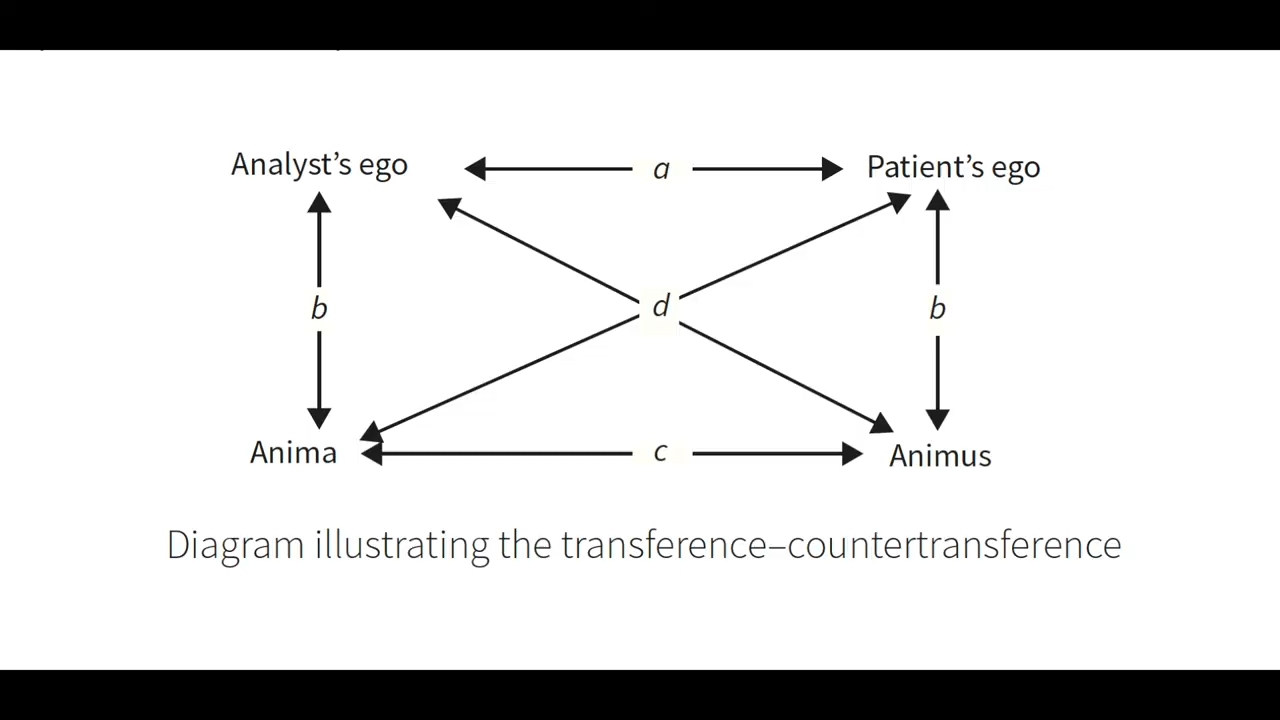 Analyst’s ego
a
Patient’s ego
b
d
b
Anima
c
Animus
Diagram illustrating the transference–countertransference